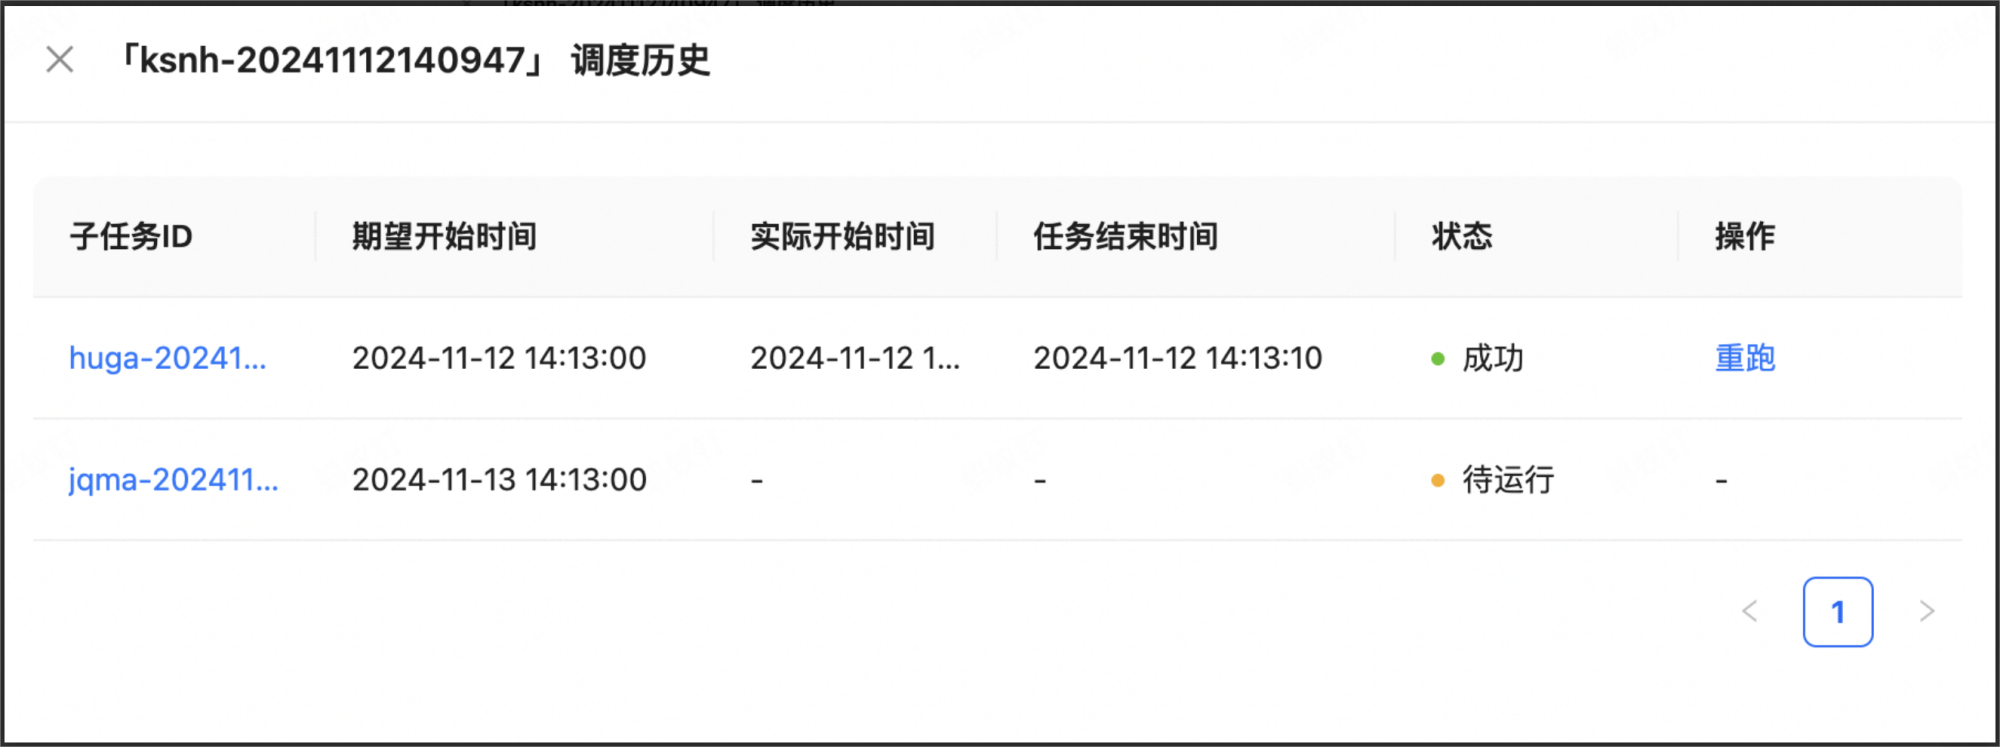 「ksnh-20241112140947」 调度历史
子任务ID 期望开始时间 实际开始时间 任务结束时间 状态 操作
huga-20241... 2024-11-12 14:13:00 2024-11-12 1... 2024-11-12 14:13:10 成功 重跑
jqma-202411... 2024-11-13 14:13:00 - - 待运行 -
1